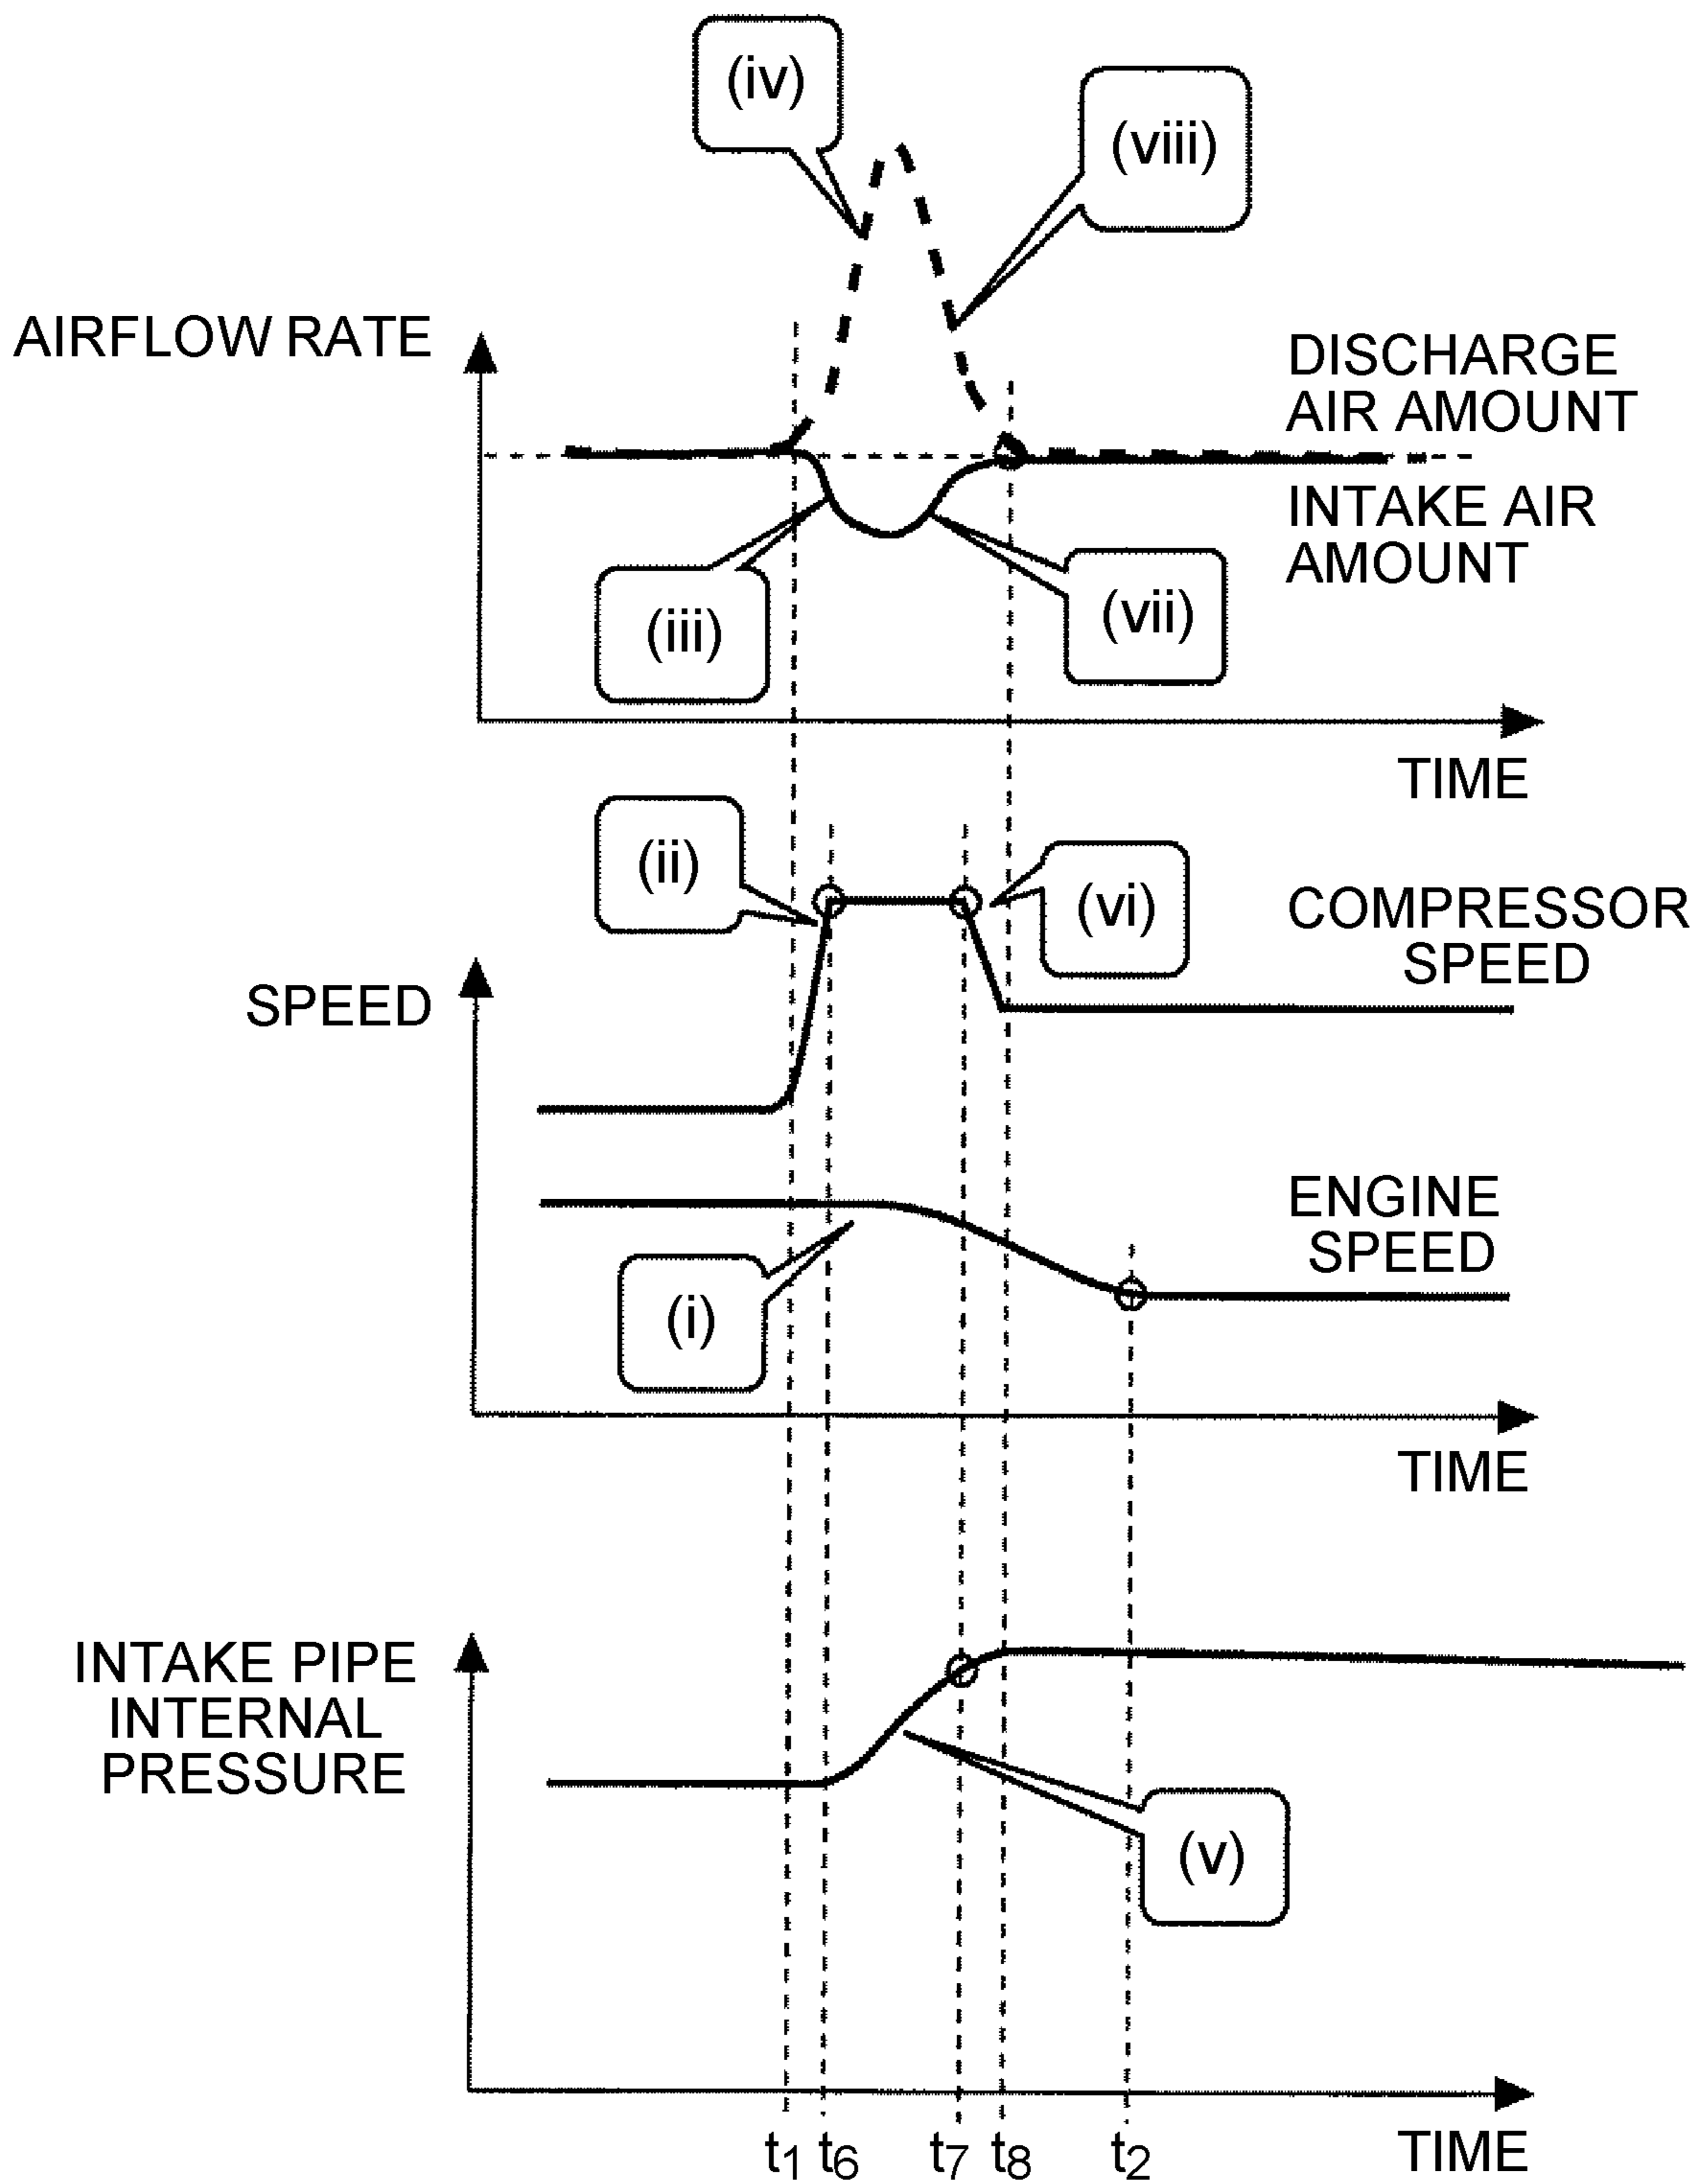 (iv)
(viii)
AIRFLOW RATE
DISCHARGE
AIR AMOUNT
INTAKE AIR
AMOUNT
(iii)
(vii)
TIME
(ii)
(vi)
COMPRESSOR
SPEED
SPEED
ENGINE
SPEED
(i)
TIME
INTAKE PIPE
INTERNAL
PRESSURE
(v)
t1 t6 t7 t8 t2 TIME